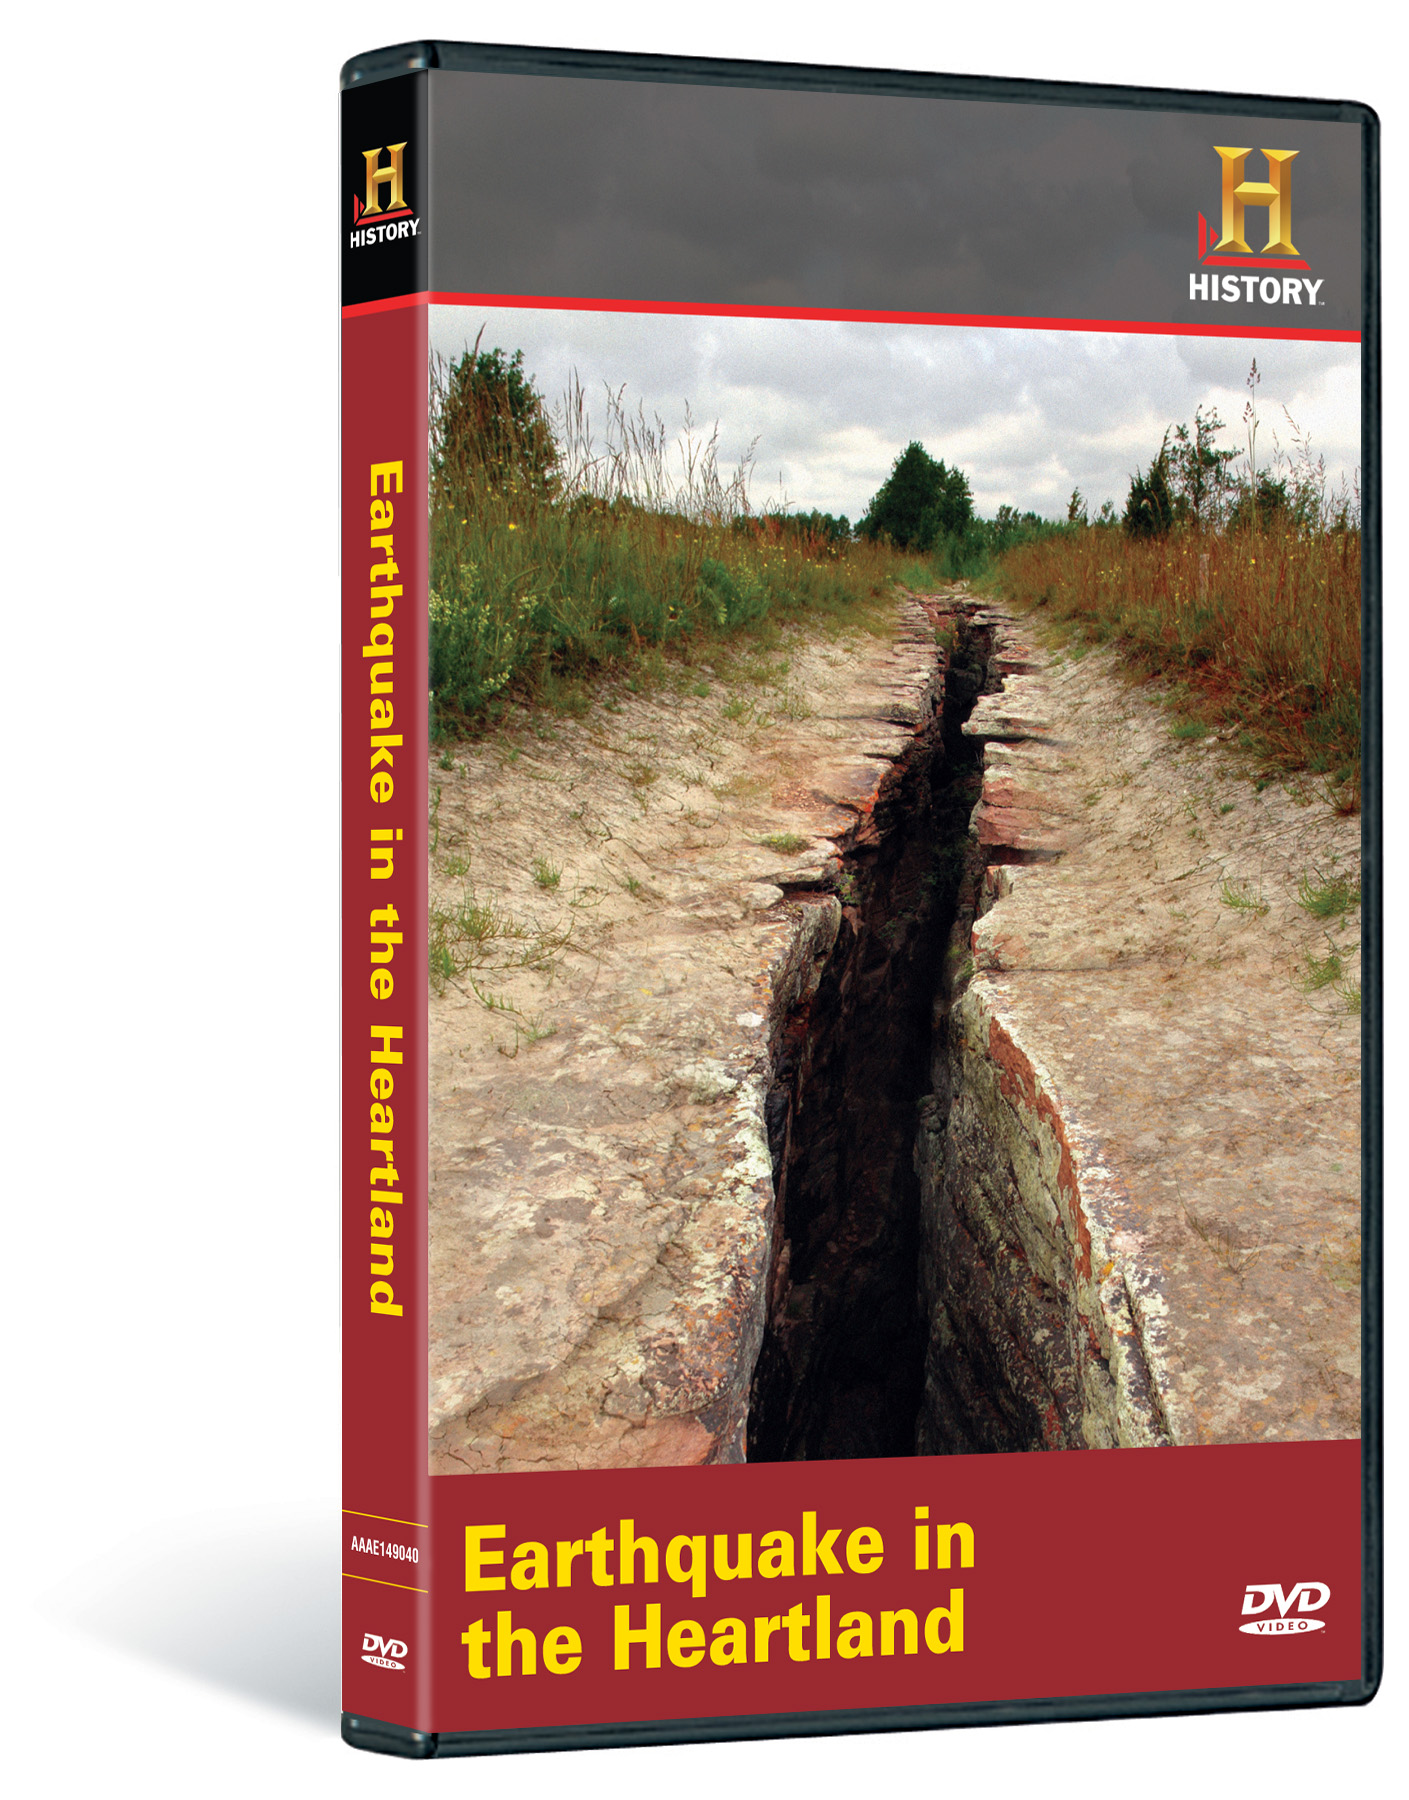 H
HISTORY
Earthquake in the Heartland
AAAE149040
DVD
VIDEO
H
HISTORY
Earthquake in
the Heartland
DVD
VIDEO